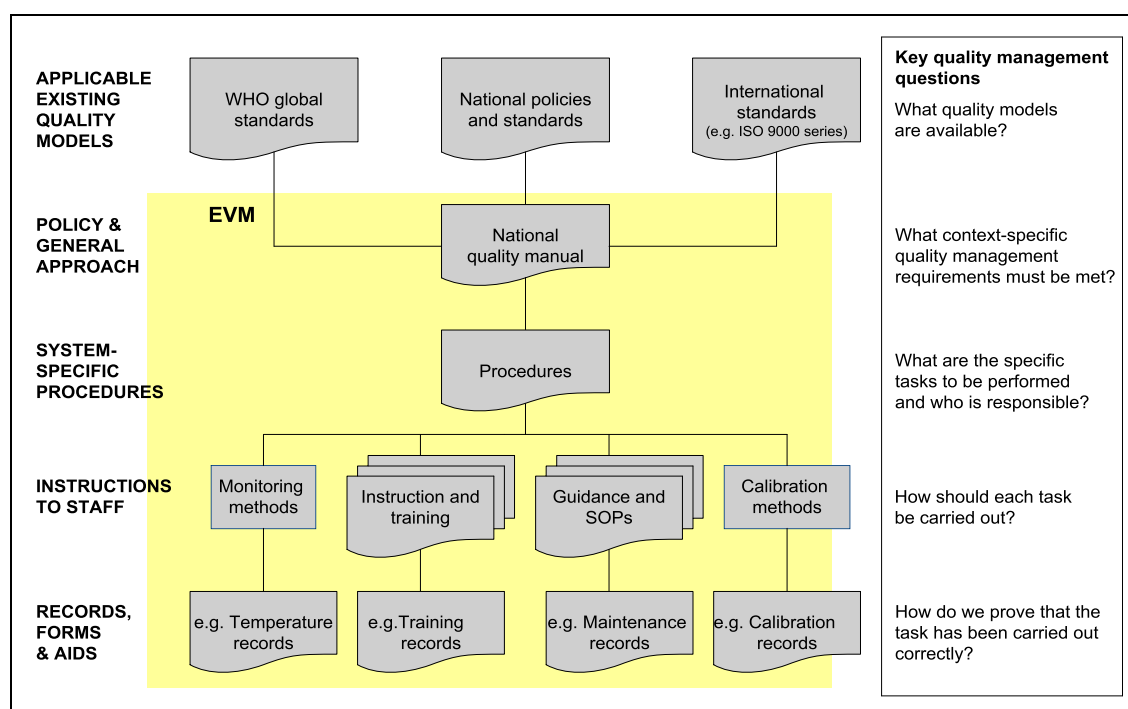 APPLICABLE
EXISTING
QUALITY
MODELS
WHO global
standards
National policies
and standards
International
standards
(e.g. ISO 9000 series)
Key quality management
questions
What quality models
are available?
EVM
POLICY &
GENERAL
APPROACH
National
quality manual
What context-specific
quality management
requirements must be met?
SYSTEM-
SPECIFIC
PROCEDURES
Procedures
What are the specific
tasks to be performed
and who is responsible?
INSTRUCTIONS
TO STAFF
Monitoring
methods
Instruction and
training
Guidance and
SOPs
Calibration
methods
How should each task
be carried out?
RECORDS,
FORMS
& AIDS
e.g. Temperature
records
e.g.Training
records
e.g. Maintenance
records
e.g. Calibration
records
How do we prove that the
task has been carried out
correctly?